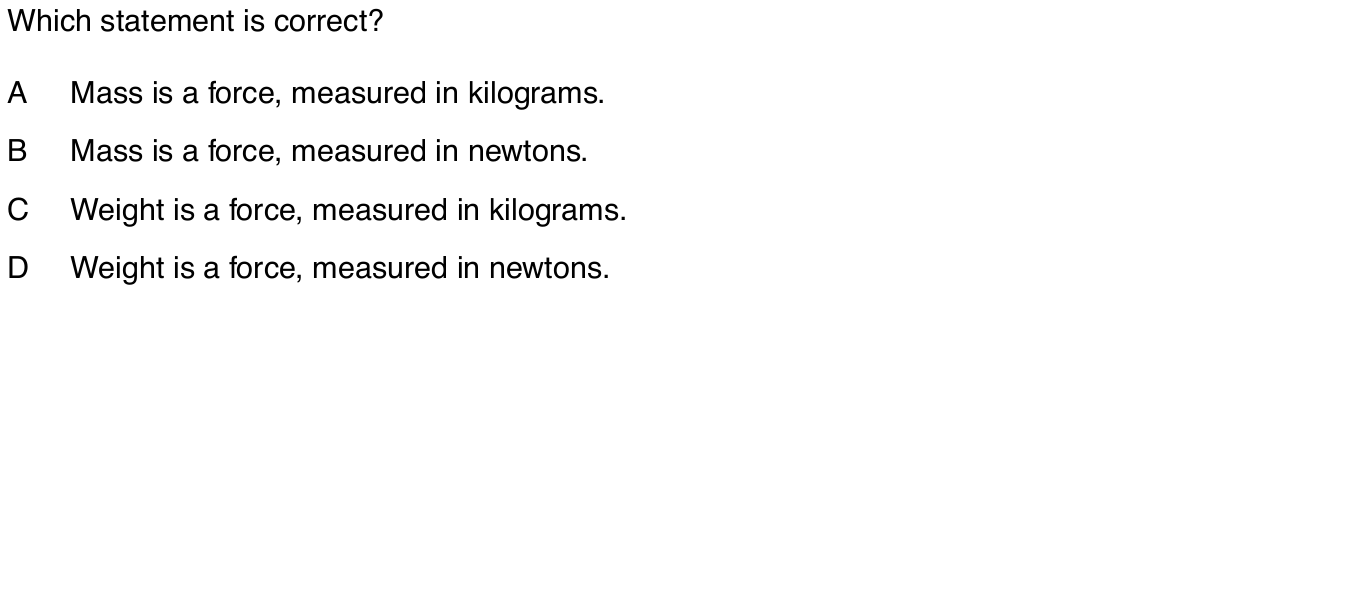 Which statement is correct?
A Mass is a force, measured in kilograms.
B Mass is a force, measured in newtons.
C Weight is a force, measured in kilograms.
D Weight is a force, measured in newtons.